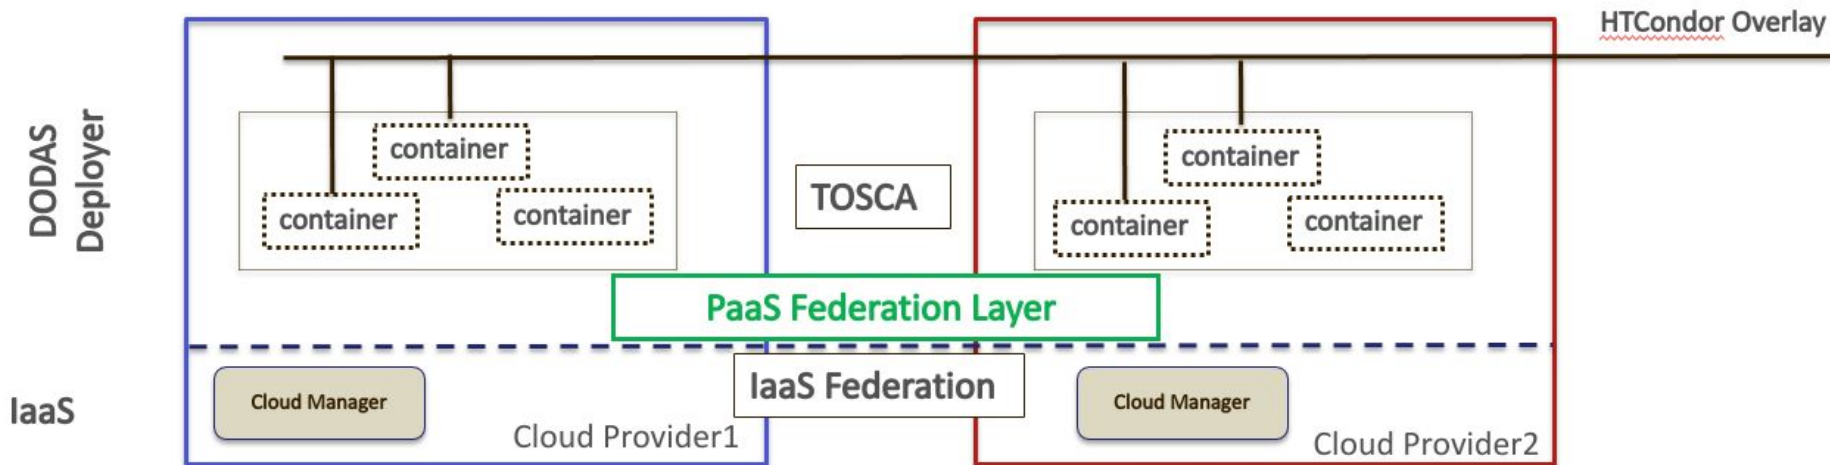 HTCondor Overlay
DODAS
Deployer
container
container
container
TOSCA
container
container
container
PaaS Federation Layer
IaaS
Cloud Manager
Cloud Provider1
IaaS Federation
Cloud Manager
Cloud Provider2